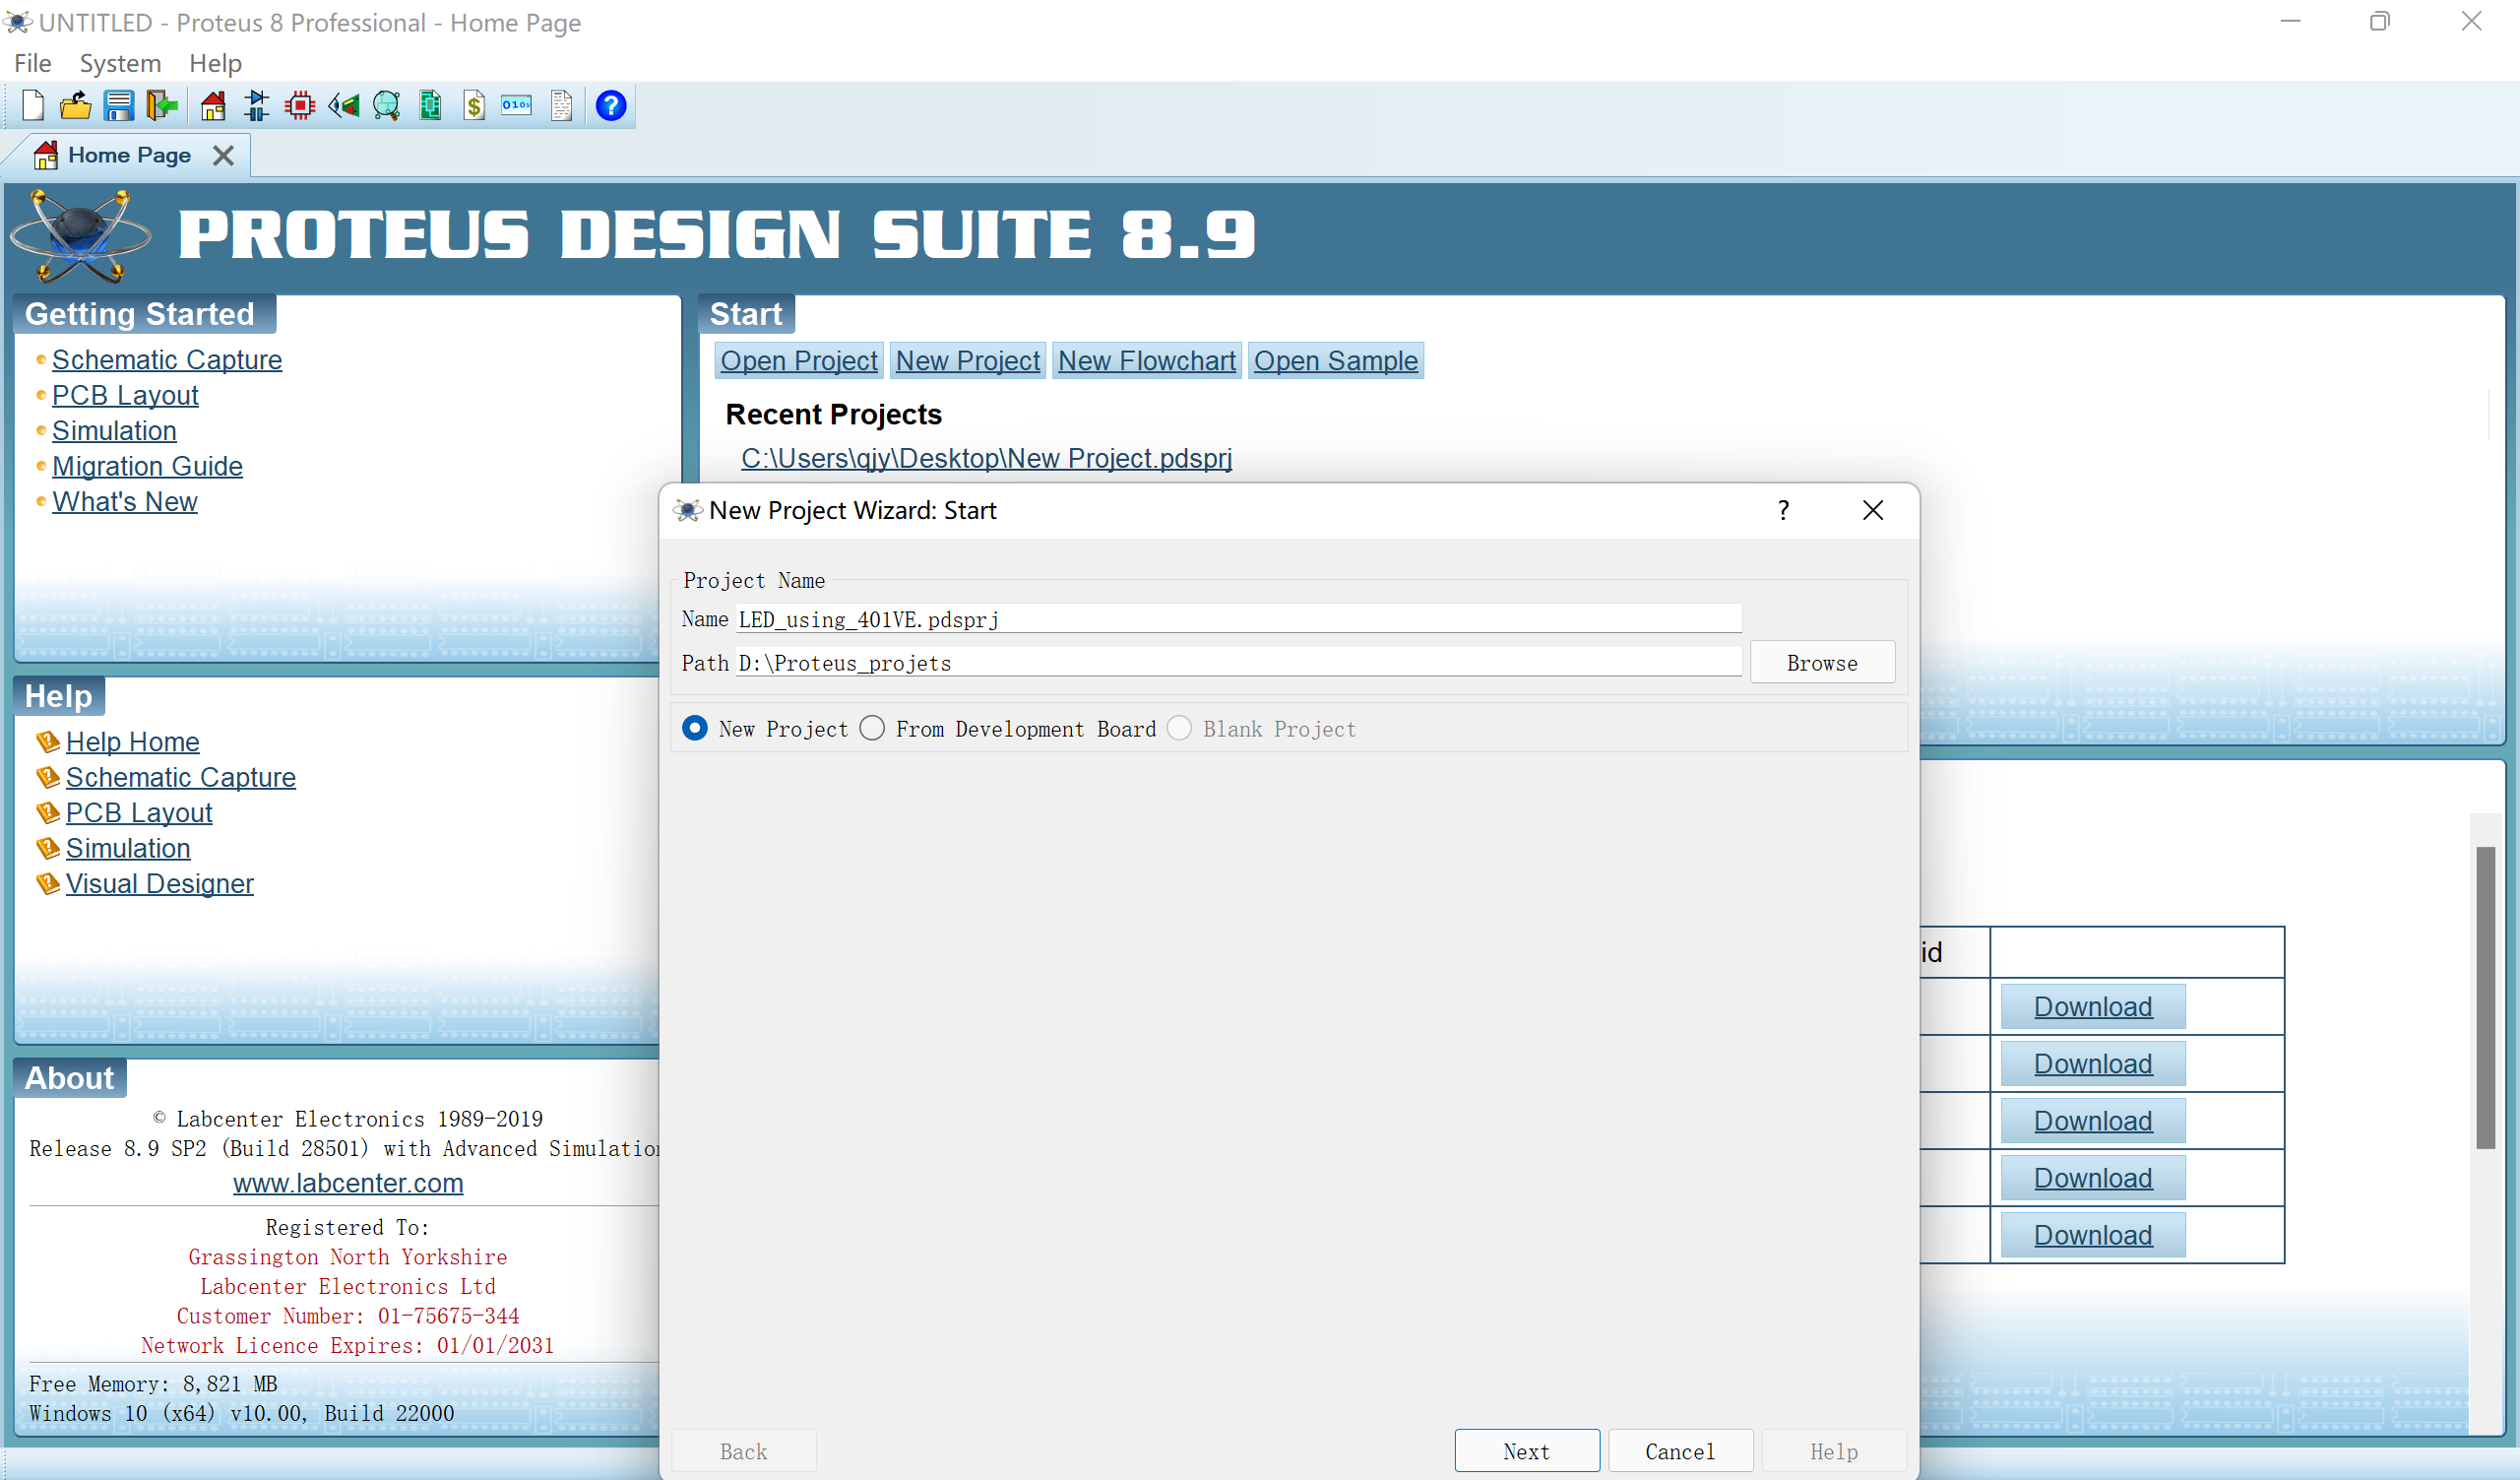 UNTITLED - Proteus 8 Professional - Home Page
File System Help
Home Page
PROTEUS DESIGN SUITE 8.9
Getting Started
Schematic Capture
PCB Layout
Simulation
Migration Guide
What's New
Start
Open Project New Project New Flowchart Open Sample
Recent Projects
C:\Users\qjy\Desktop\New Project.pdsprj
New Project Wizard: Start
Project Name
Name LED_using_401VE.pdsprj
Path D:\Proteus_projets Browse
New Project From Development Board Blank Project
Back Next Cancel Help
Help
Help Home
Schematic Capture
PCB Layout
Simulation
Visual Designer
id
Download
Download
Download
Download
Download
About
© Labcenter Electronics 1989-2019
Release 8.9 SP2 (Build 28501) with Advanced Simulation
www.labcenter.com
Registered To:
Grassington North Yorkshire
Labcenter Electronics Ltd
Customer Number: 01-75675-344
Network Licence Expires: 01/01/2031
Free Memory: 8,821 MB
Windows 10 (x64) v10.00, Build 22000